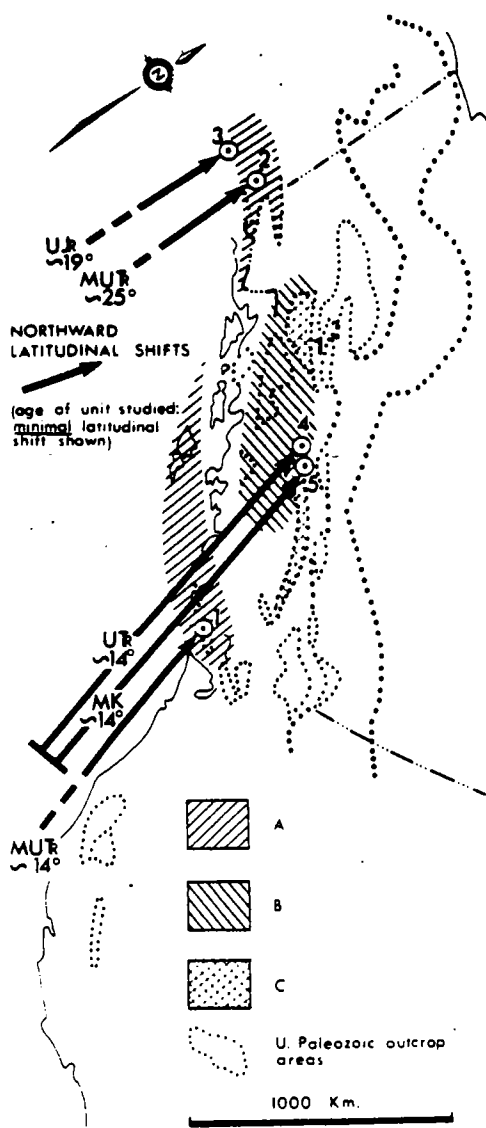 N
3
2
UJR
~19°
MUTR
~25°
NORTHWARD
LATITUDINAL SHIFTS
(age of unit studied:
minimal latitudinal
shift shown)
4
5
UTR
~14°
1
MK
~14°
MUTR
~14°
A
B
C
U. Paleozoic outcrop
areas
1000 Km.